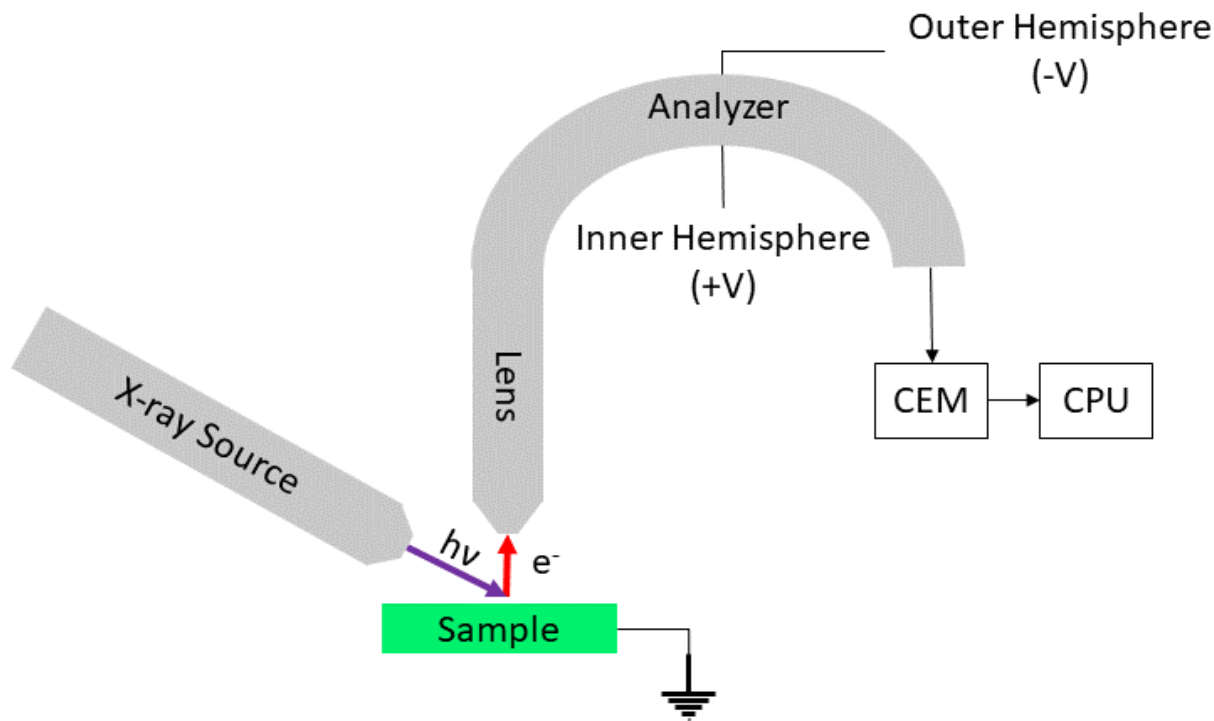 Outer Hemisphere
(-V)
Analyzer
Inner Hemisphere
(+V)
Lens
X-ray Source
CEM
CPU
hν
e-
Sample